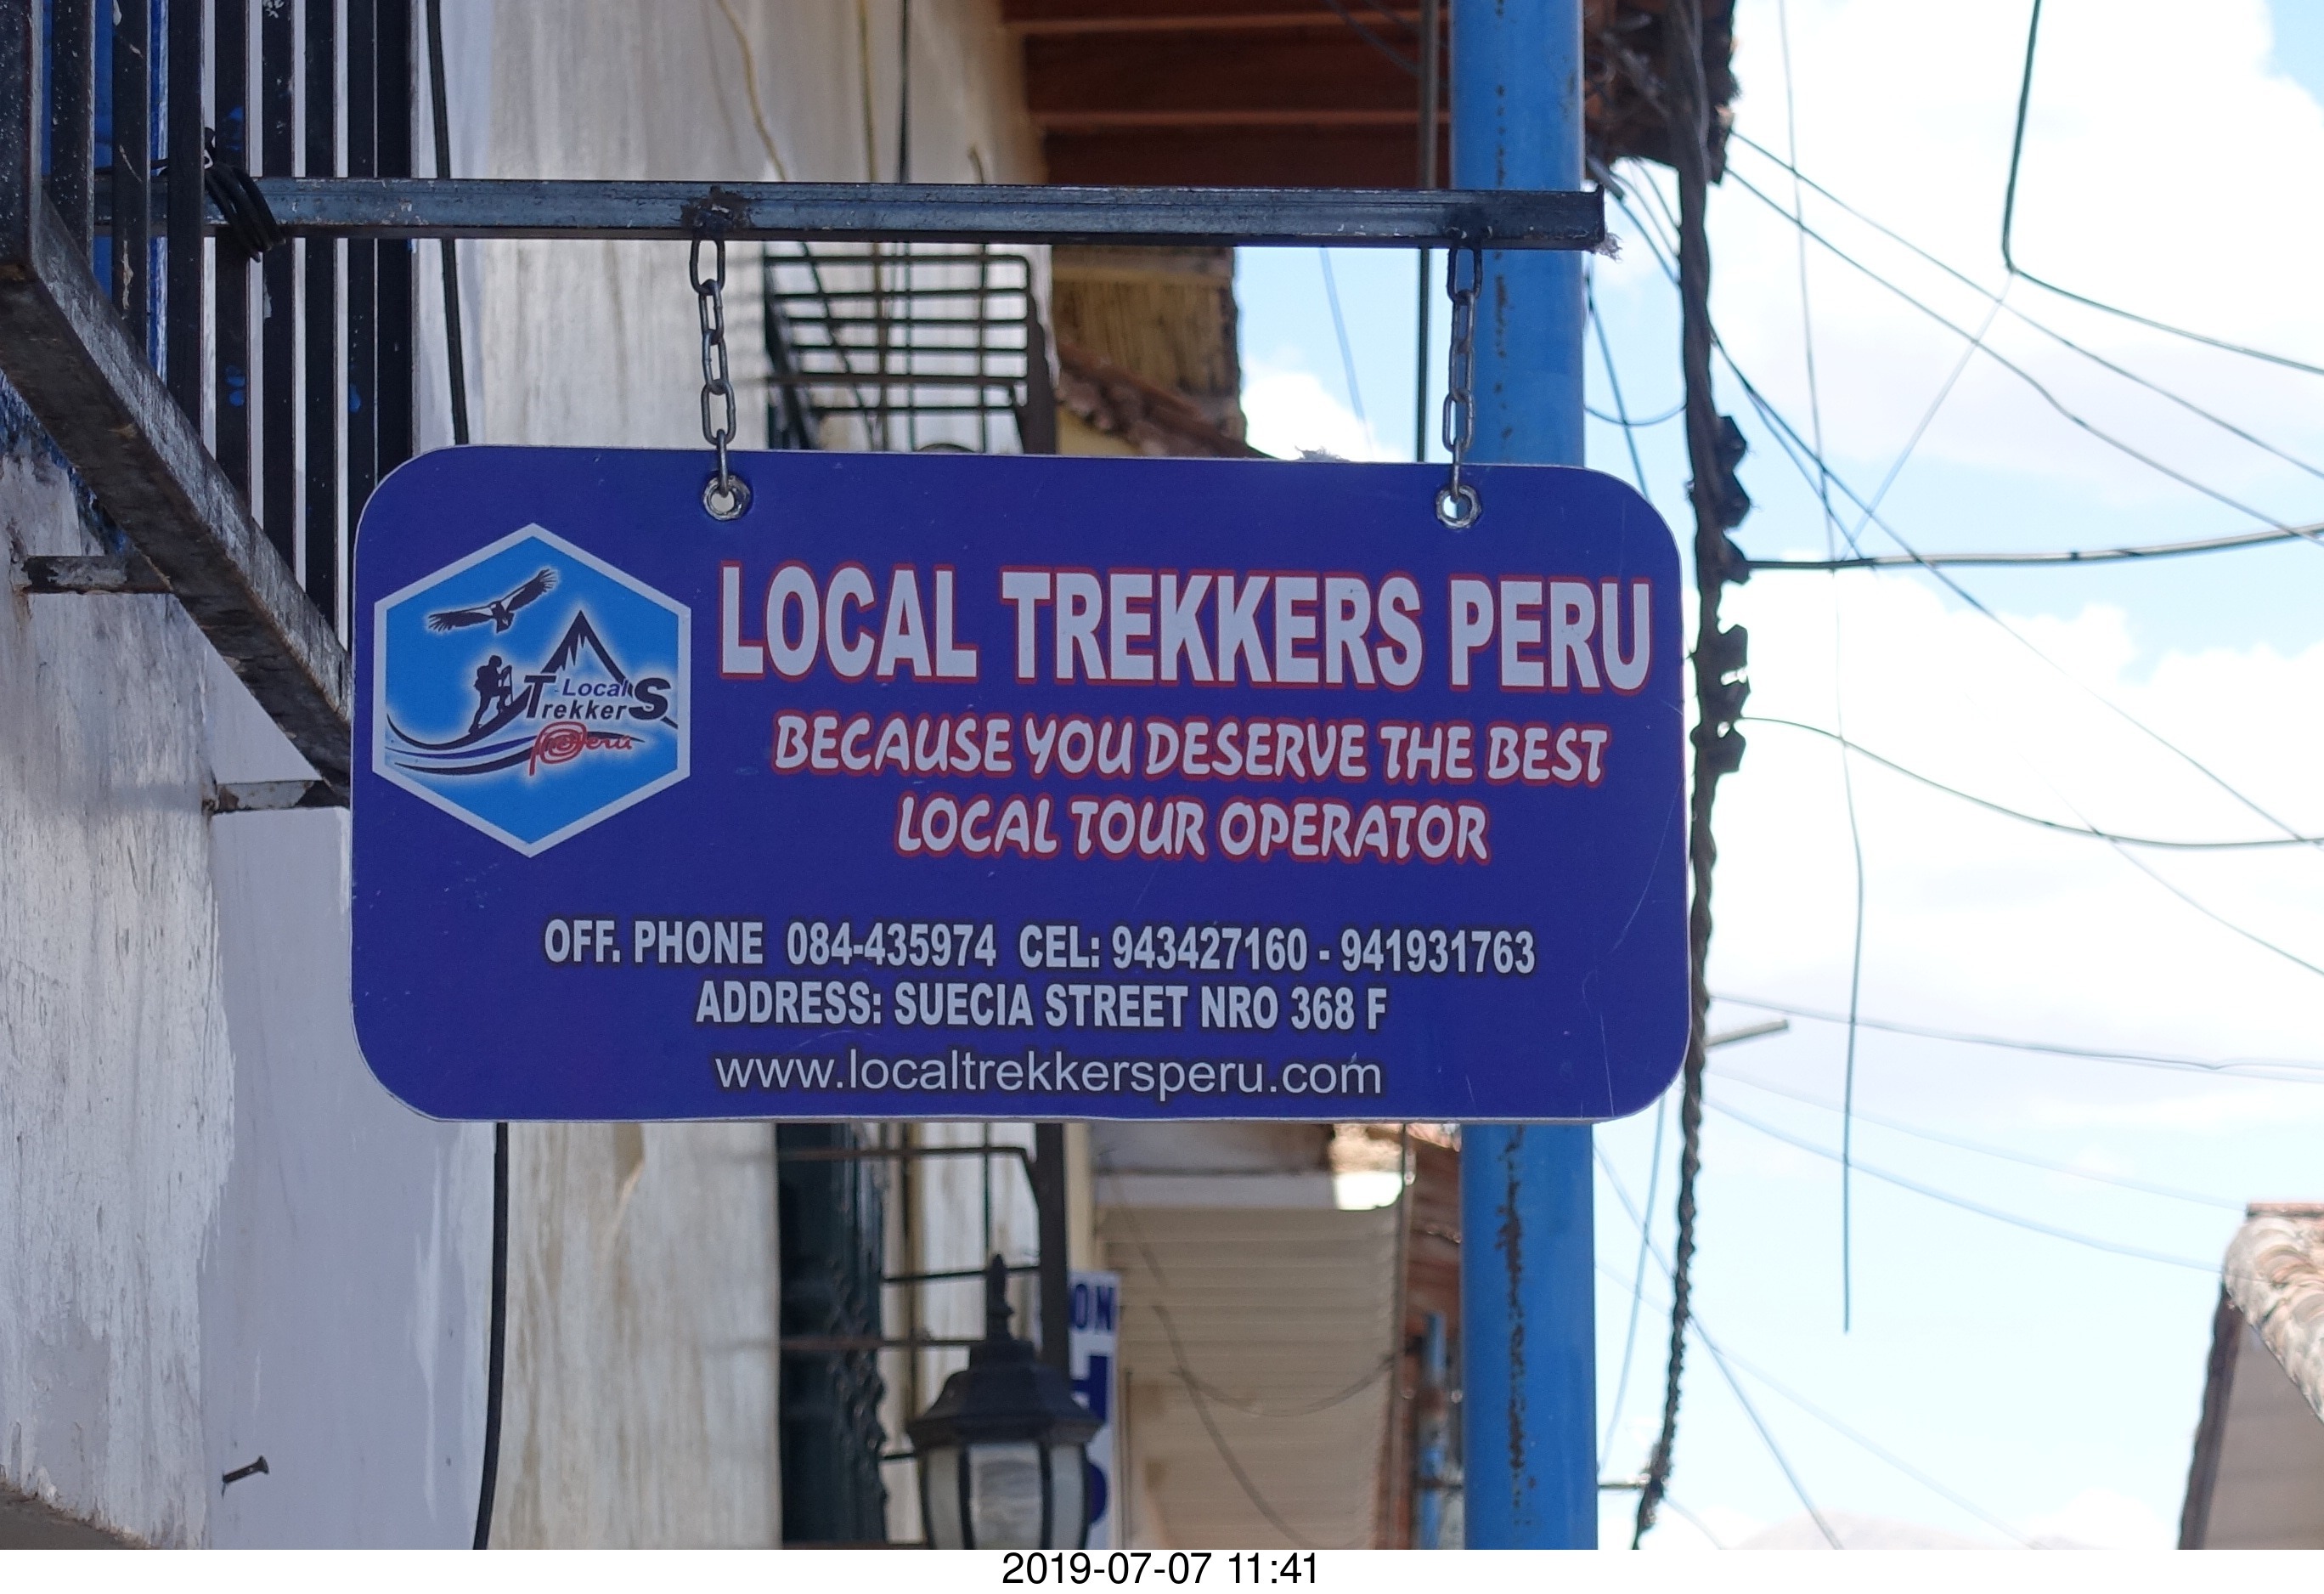 LOCAL TREKKERS PERU
BECAUSE YOU DESERVE THE BEST
LOCAL TOUR OPERATOR
Local
TrekkerS
Perú
OFF. PHONE 084-435974 CEL: 943427160 - 941931763
ADDRESS: SUECIA STREET NRO 368 F
www.localtrekkersperu.com
2019-07-07 11:41